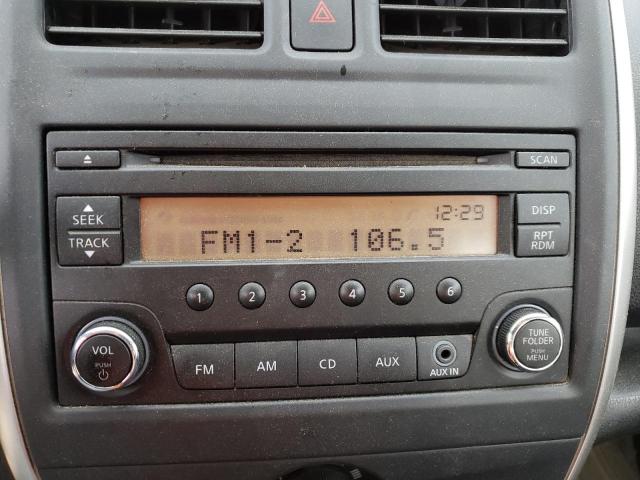 SCAN
SEEK
TRACK
12:29
FM1-2 106.5
DISP
RPT
RDM
1 2 3 4 5 6
VOL
PUSH
FM AM CD AUX
AUX IN
TUNE
FOLDER
PUSH
MENU